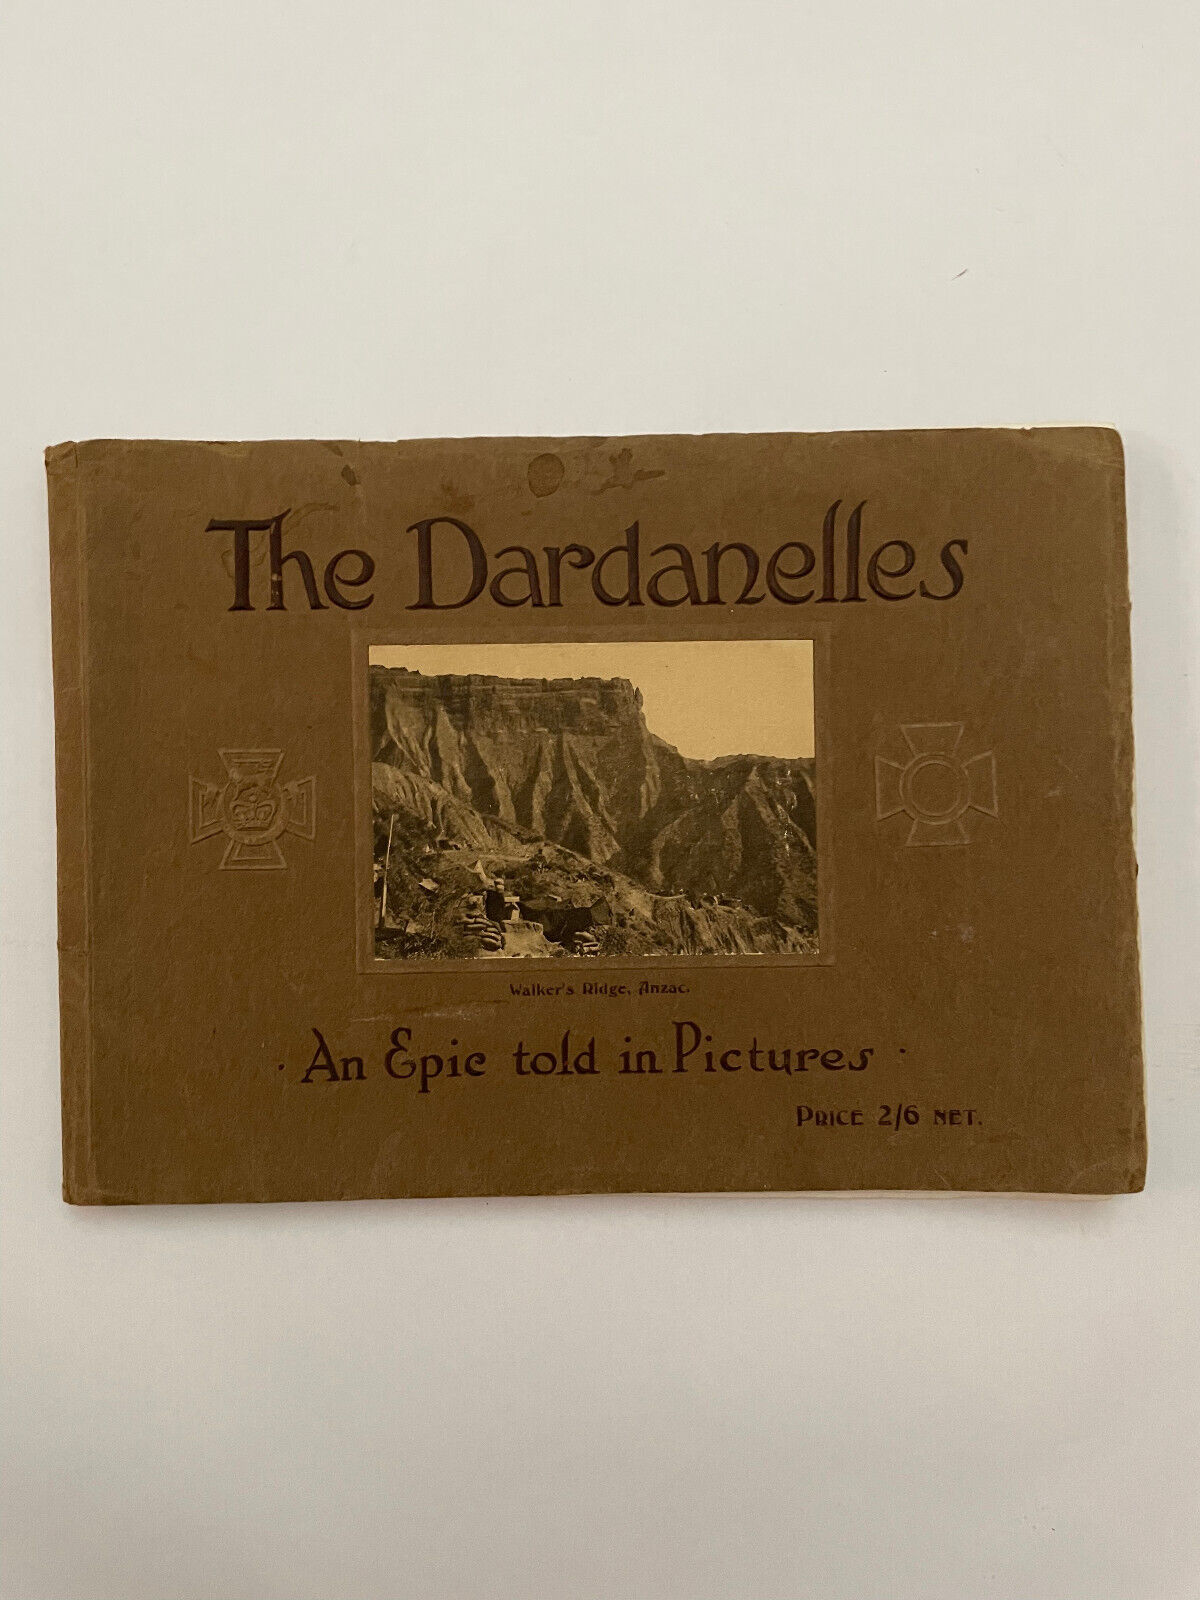 The Dardanelles
Walker's Ridge, Anzac.
· An Epic told in Pictures ·
PRICE 2/6 NET.